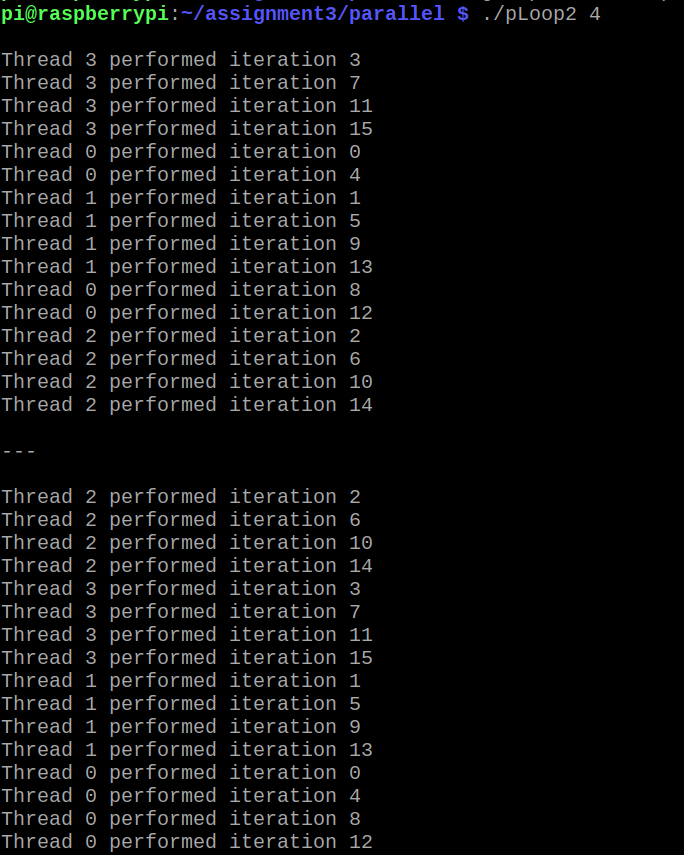 pi@raspberrypi:~/assignment3/parallel $ ./pLoop2 4
Thread 3 performed iteration 3
Thread 3 performed iteration 7
Thread 3 performed iteration 11
Thread 3 performed iteration 15
Thread 0 performed iteration 0
Thread 0 performed iteration 4
Thread 1 performed iteration 1
Thread 1 performed iteration 5
Thread 1 performed iteration 9
Thread 1 performed iteration 13
Thread 0 performed iteration 8
Thread 0 performed iteration 12
Thread 2 performed iteration 2
Thread 2 performed iteration 6
Thread 2 performed iteration 10
Thread 2 performed iteration 14
---
Thread 2 performed iteration 2
Thread 2 performed iteration 6
Thread 2 performed iteration 10
Thread 2 performed iteration 14
Thread 3 performed iteration 3
Thread 3 performed iteration 7
Thread 3 performed iteration 11
Thread 3 performed iteration 15
Thread 1 performed iteration 1
Thread 1 performed iteration 5
Thread 1 performed iteration 9
Thread 1 performed iteration 13
Thread 0 performed iteration 0
Thread 0 performed iteration 4
Thread 0 performed iteration 8
Thread 0 performed iteration 12